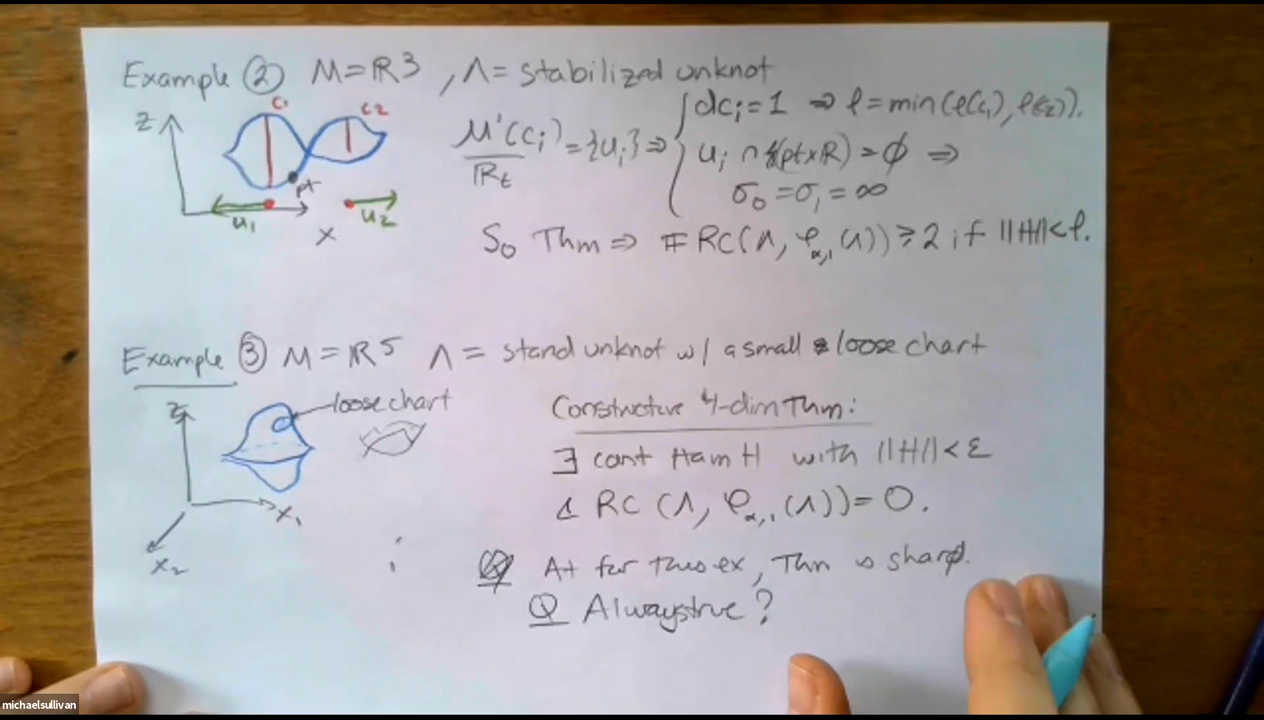 Example ② M=R³, Λ= stabilized unknot
Z
C1
C2
pt
u₁
u₂
X
M'(Cᵢ)/Rₜ = {uᵢ} ⇒ { dcᵢ=1 ⇒ ℓ=min(ℓ(c₁), ℓ(c₂)).
uᵢ ∩ (pt×R) = ∅ ⇒
σ₀=σ₁=∞
So Thm ⇒ # RC(Λ, φα,₁(Λ)) ≥ 2 if ||H||<ℓ.
Example ③ M=R⁵ Λ = stand unknot w/ a small loose chart
Z
loose chart
X₁
X₂
Constructive 4-dim Thm:
∃ cont Ham H with ||H||<ε
& RC (Λ, φα,₁(Λ))=0.
At for this ex, Thm is sharp.
Q Always true?
michaelsullivan